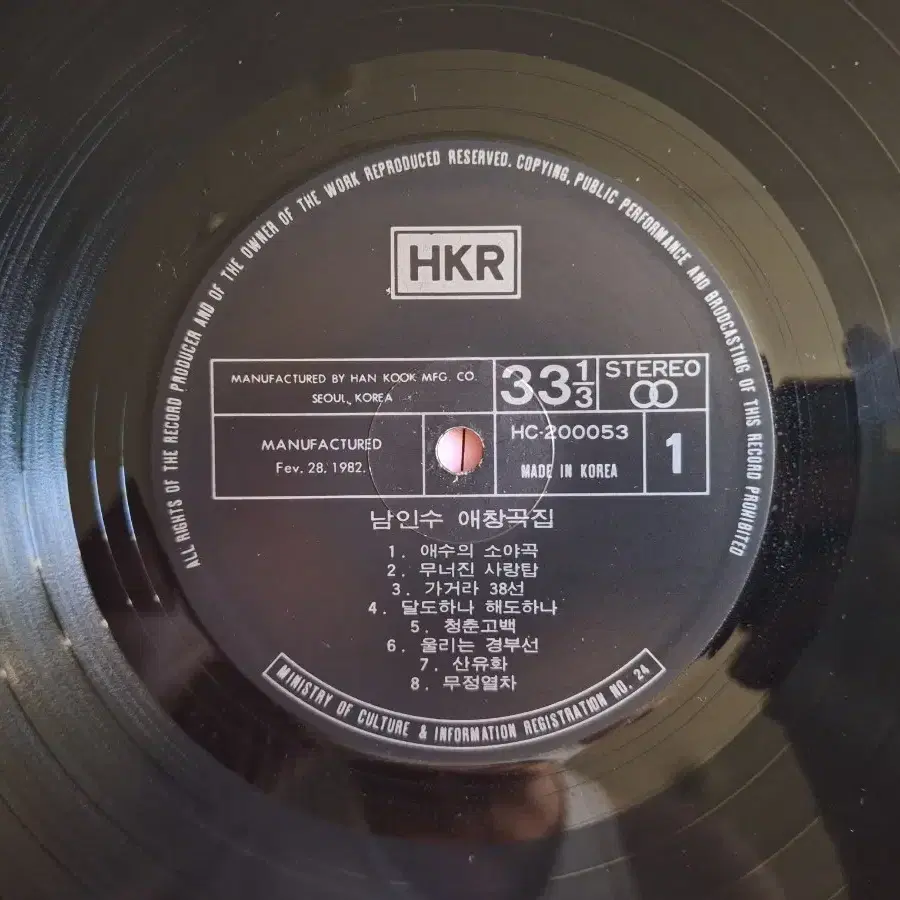 ALL RIGHTS OF THE RECORD PRODUCER AND OF THE OWNER OF THE WORK REPRODUCED RESERVED. COPYING, PUBLIC PERFORMANCE AND BRODCASTING OF THIS RECORD PROHIBITED
HKR
MANUFACTURED BY HAN KOOK MFG. CO.
SEOUL, KOREA
33 1/3
STEREO
MANUFACTURED
Fev. 28. 1982.
HC-200053
MADE IN KOREA
1
남인수 애창곡집
1. 애수의 소야곡
2. 무너진 사랑탑
3. 가거라 38선
4. 달도하나 해도하나
5. 청춘고백
6. 울리는 경부선
7. 산유화
8. 무정열차
MINISTRY OF CULTURE & INFORMATION REGISTRATION NO. 24